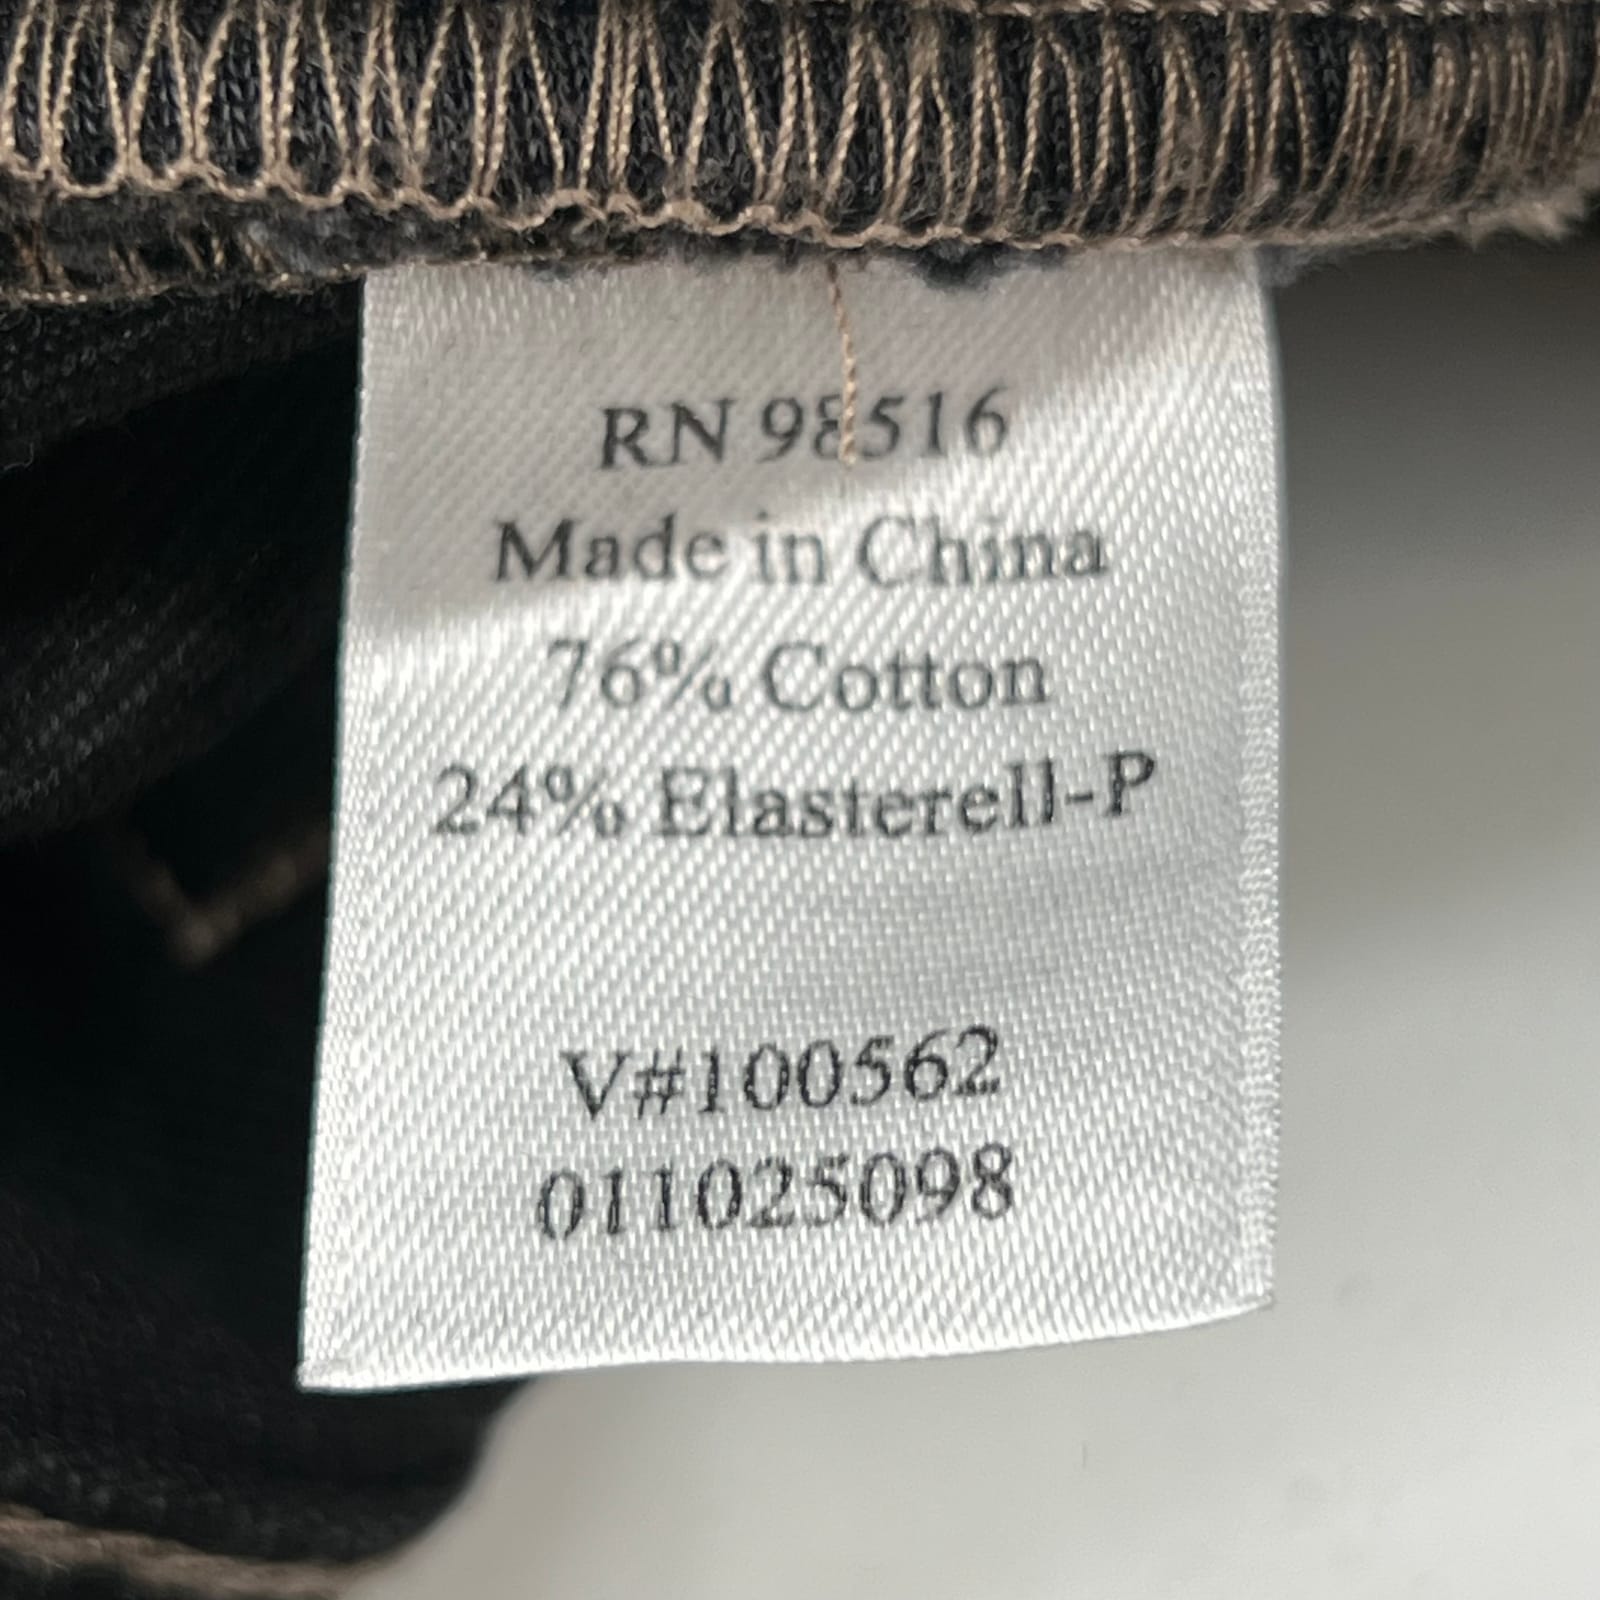 RN 98516
Made in China
76% Cotton
24% Elasterell-P
V#100562
011025098